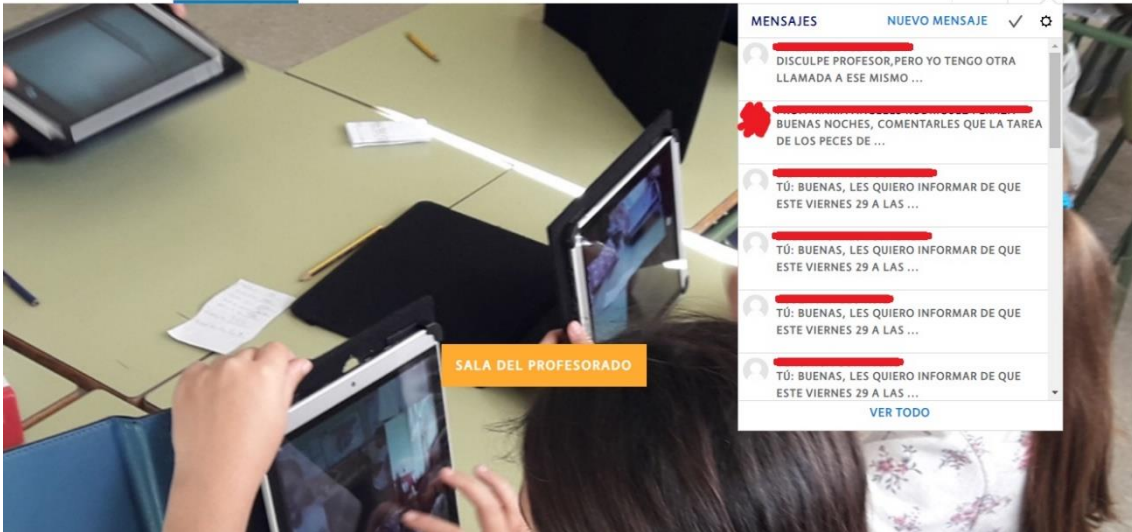 MENSAJES NUEVO MENSAJE
DISCULPE PROFESOR,PERO YO TENGO OTRA
LLAMADA A ESE MISMO ...
BUENAS NOCHES, COMENTARLES QUE LA TAREA
DE LOS PECES DE ...
TÚ: BUENAS, LES QUIERO INFORMAR DE QUE
ESTE VIERNES 29 A LAS ...
TÚ: BUENAS, LES QUIERO INFORMAR DE QUE
ESTE VIERNES 29 A LAS ...
TÚ: BUENAS, LES QUIERO INFORMAR DE QUE
ESTE VIERNES 29 A LAS ...
TÚ: BUENAS, LES QUIERO INFORMAR DE QUE
ESTE VIERNES 29 A LAS ...
VER TODO
SALA DEL PROFESORADO